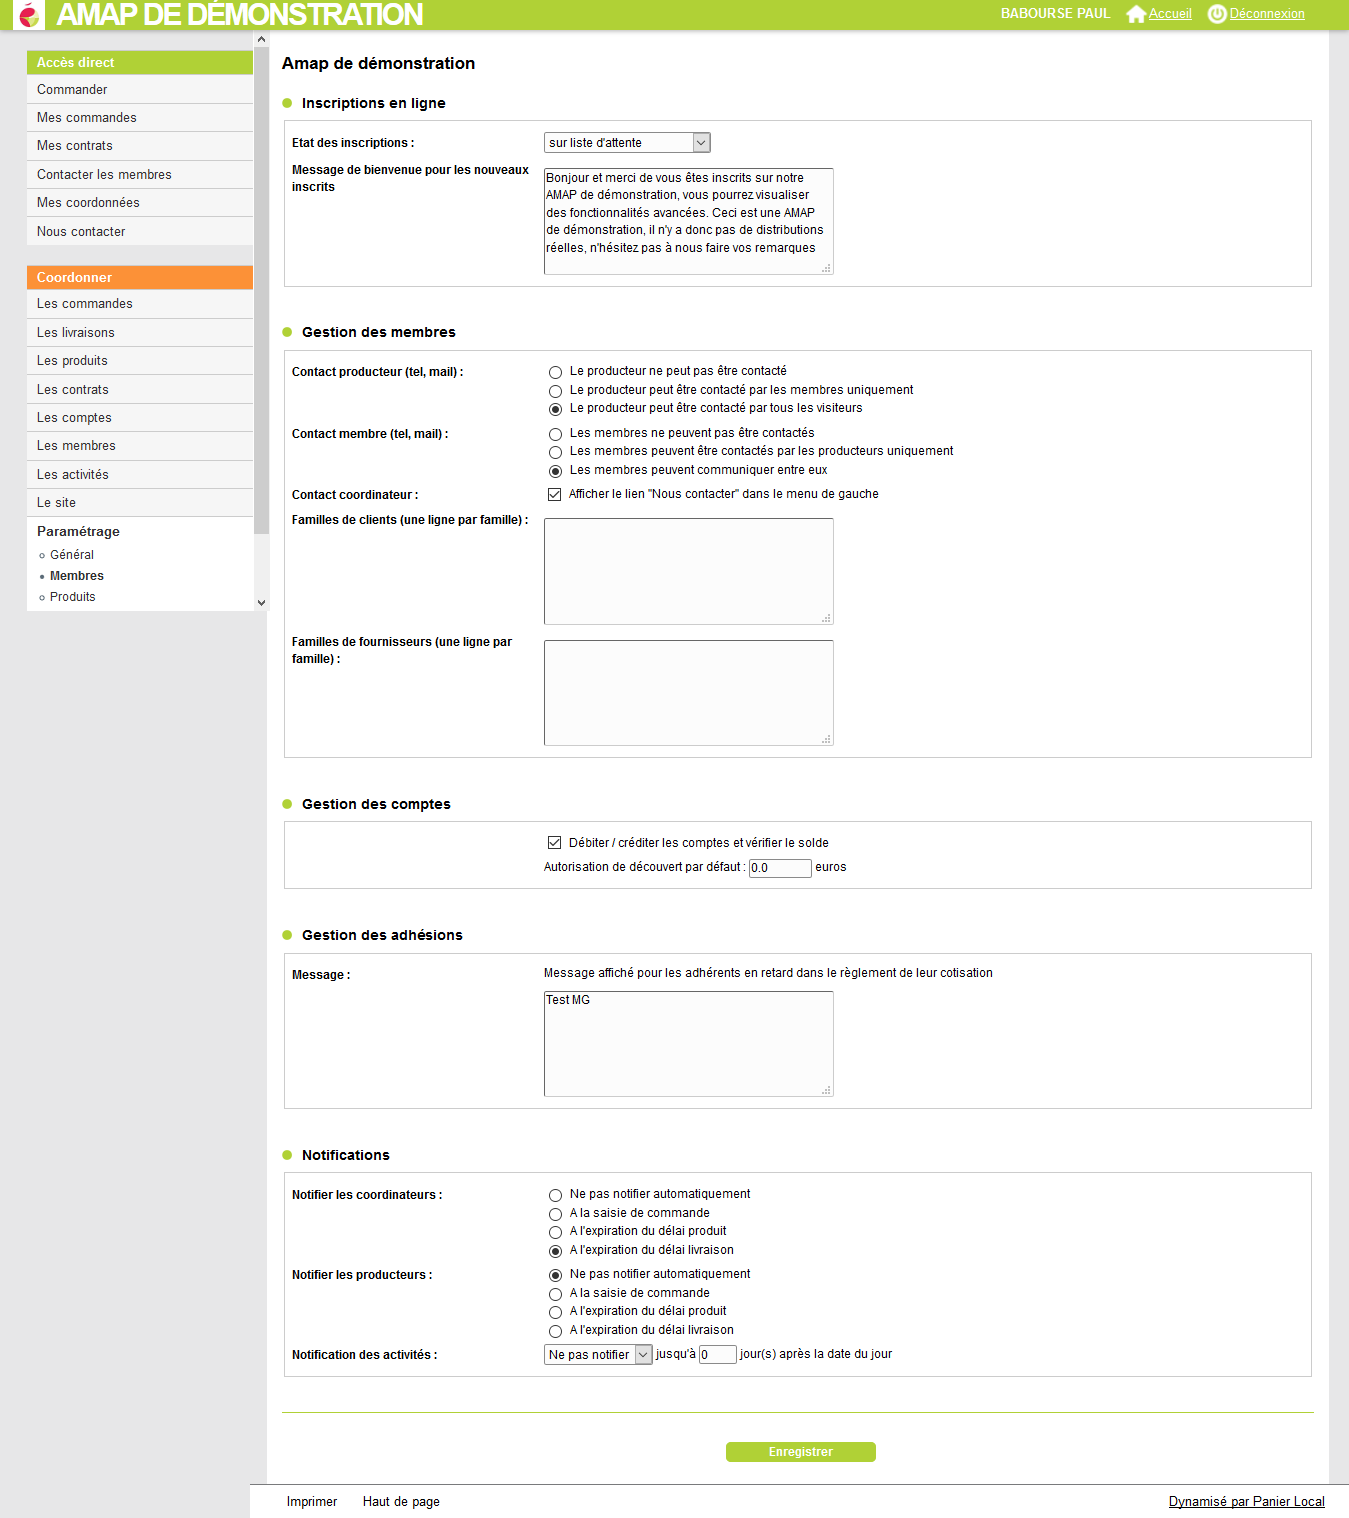 AMAP DE DÉMONSTRATION
BABOURSE PAUL Accueil Déconnexion
Accès direct
Commander
Mes commandes
Mes contrats
Contacter les membres
Mes coordonnées
Nous contacter
Coordonner
Les commandes
Les livraisons
Les produits
Les contrats
Les comptes
Les membres
Les activités
Le site
Paramétrage
Général
Membres
Produits
Amap de démonstration
Inscriptions en ligne
Etat des inscriptions : sur liste d'attente
Message de bienvenue pour les nouveaux
inscrits
Bonjour et merci de vous êtes inscrits sur notre
AMAP de démonstration, vous pourrez visualiser
des fonctionnalités avancées. Ceci est une AMAP
de démonstration, il n'y a donc pas de distributions
réelles, n'hésitez pas à nous faire vos remarques
Gestion des membres
Contact producteur (tel, mail) : Le producteur ne peut pas être contacté
Le producteur peut être contacté par les membres uniquement
Le producteur peut être contacté par tous les visiteurs
Contact membre (tel, mail) : Les membres ne peuvent pas être contactés
Les membres peuvent être contactés par les producteurs uniquement
Les membres peuvent communiquer entre eux
Contact coordinateur : Afficher le lien "Nous contacter" dans le menu de gauche
Familles de clients (une ligne par famille) :
Familles de fournisseurs (une ligne par
famille) :
Gestion des comptes
Débiter / créditer les comptes et vérifier le solde
Autorisation de découvert par défaut : 0.0 euros
Gestion des adhésions
Message : Message affiché pour les adhérents en retard dans le règlement de leur cotisation
Test MG
Notifications
Notifier les coordinateurs : Ne pas notifier automatiquement
A la saisie de commande
A l'expiration du délai produit
A l'expiration du délai livraison
Notifier les producteurs : Ne pas notifier automatiquement
A la saisie de commande
A l'expiration du délai produit
A l'expiration du délai livraison
Notification des activités : Ne pas notifier jusqu'à 0 jour(s) après la date du jour
Enregistrer
Imprimer Haut de page Dynamisé par Panier Local